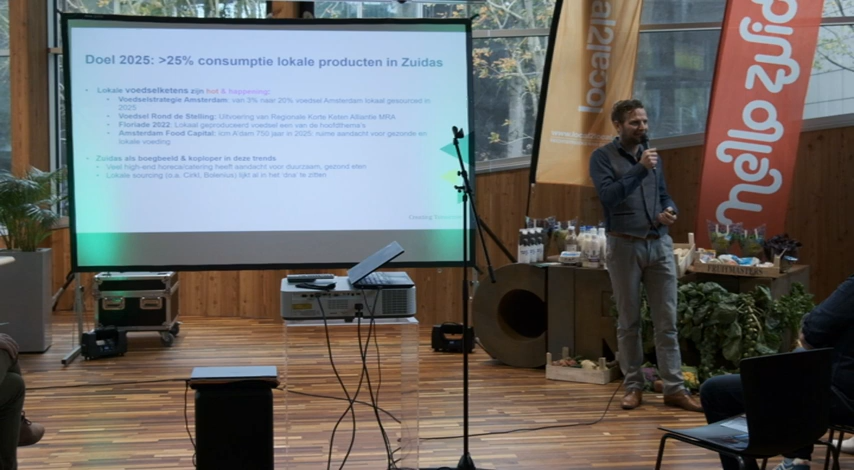 Doel 2025: >25% consumptie lokale producten in Zuidas
Lokale voedselketens zijn hot & happening:
Voedselstrategie Amsterdam: van 3% naar 20% voedsel Amsterdam lokaal gesourced in
2025
Voedsel Rond de Stelling: Uitvoering van Regionale Korte Keten Alliantie MRA
Floriade 2022: Lokaal geproduceerd voedsel een van de hoofdthema's
Amsterdam Food Capital: icm A'dam 750 jaar in 2025: ruime aandacht voor gezonde en
lokale voeding
Zuidas als boegbeeld & koploper in deze trends
Veel high-end horeca/catering heeft aandacht voor duurzaam, gezond eten
Lokale sourcing (o.a. Cirkl, Bolenius) lijkt al in het 'dna' te zitten
local2local
hello zuidas
FRUITMASTERS